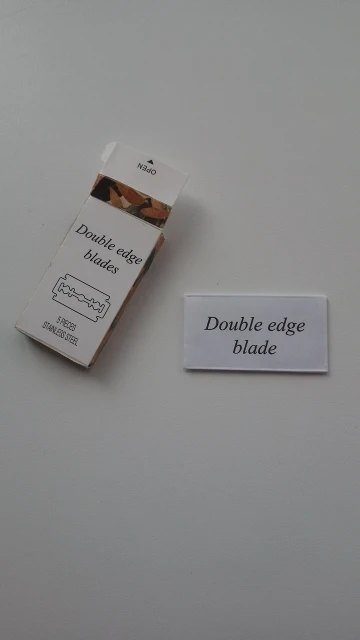 OPEN
Double edge
blades
5 PIECES
STAINLESS STEEL
Double edge
blade